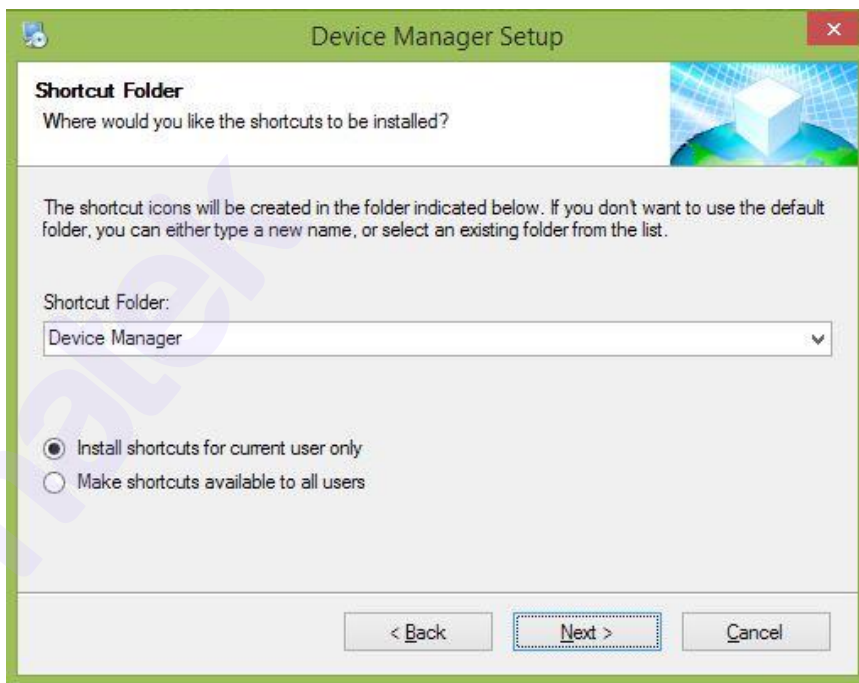 Device Manager Setup
Shortcut Folder
Where would you like the shortcuts to be installed?
The shortcut icons will be created in the folder indicated below. If you don't want to use the default
folder, you can either type a new name, or select an existing folder from the list.
Shortcut Folder:
Device Manager
Install shortcuts for current user only
Make shortcuts available to all users
< Back
Next >
Cancel